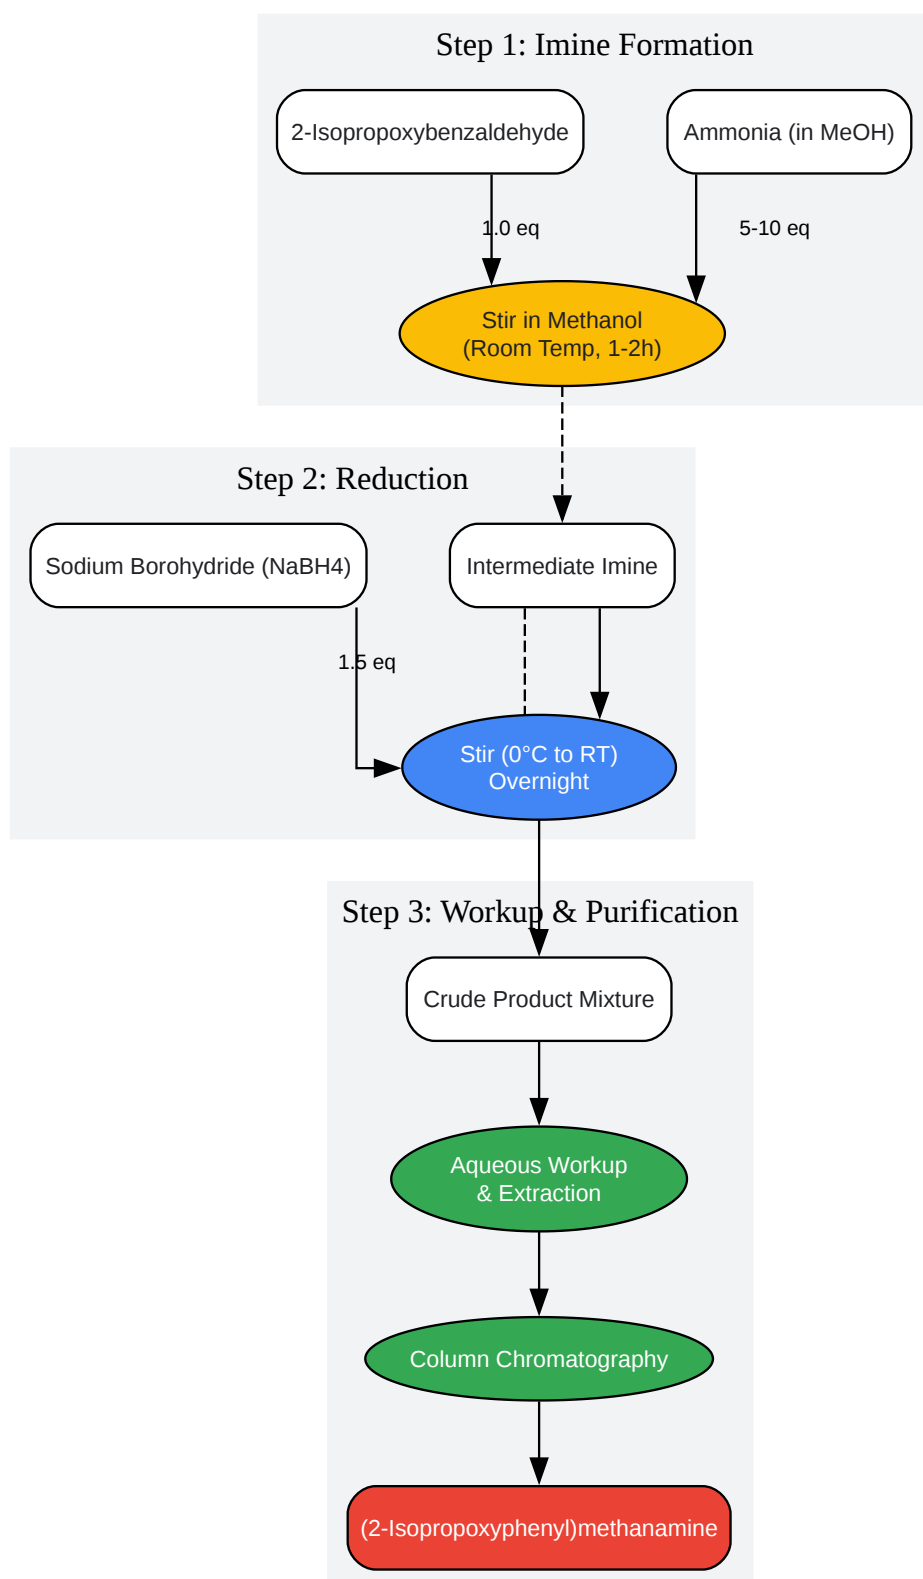 Step 1: Imine Formation
2-Isopropoxybenzaldehyde
Ammonia (in MeOH)
1.0 eq
5-10 eq
Stir in Methanol
(Room Temp, 1-2h)
Step 2: Reduction
Sodium Borohydride (NaBH4)
Intermediate Imine
1.5 eq
Stir (0°C to RT)
Overnight
Step 3: Workup & Purification
Crude Product Mixture
Aqueous Workup
& Extraction
Column Chromatography
(2-Isopropoxyphenyl)methanamine